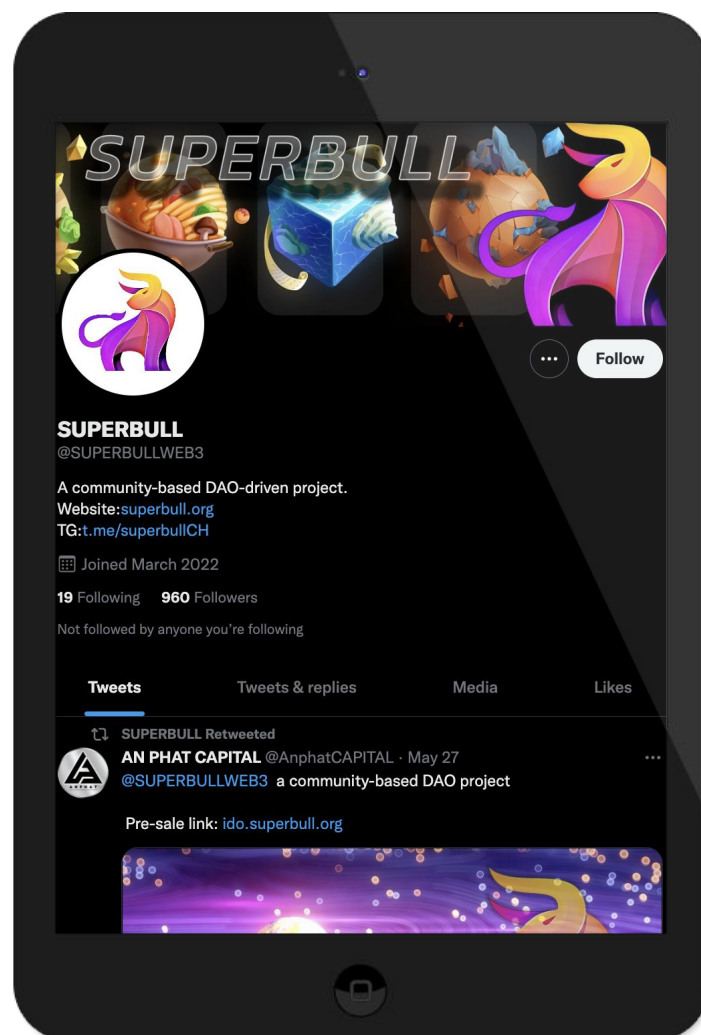 SUPERBULL
Follow
SUPERBULL
@SUPERBULLWEB3
A community-based DAO-driven project.
Website:superbull.org
TG:t.me/superbullCH
Joined March 2022
19 Following 960 Followers
Not followed by anyone you're following
Tweets Tweets & replies Media Likes
SUPERBULL Retweeted
AN PHAT CAPITAL @AnphatCAPITAL · May 27
@SUPERBULLWEB3 a community-based DAO project
Pre-sale link: ido.superbull.org
ANPHAT